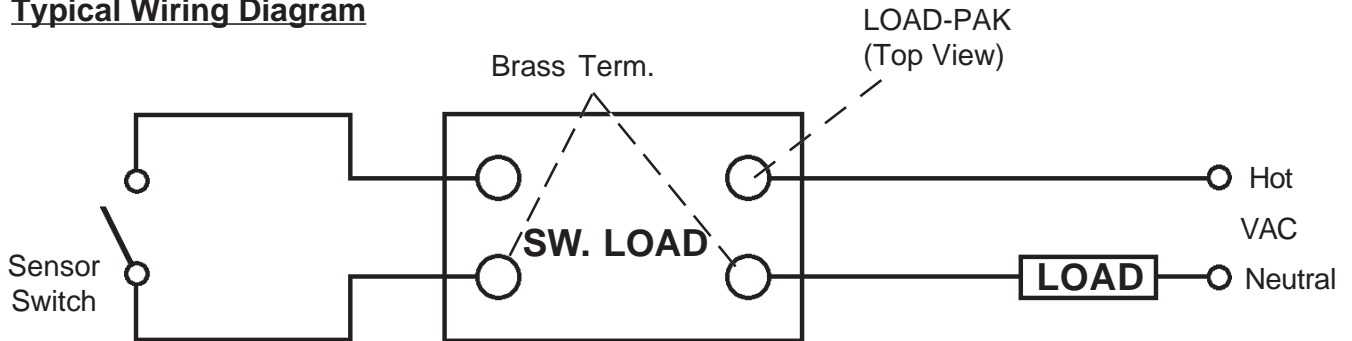 Typical Wiring Diagram
LOAD-PAK
(Top View)
Brass Term.
Hot
VAC
SW. LOAD
LOAD
Neutral
Sensor
Switch